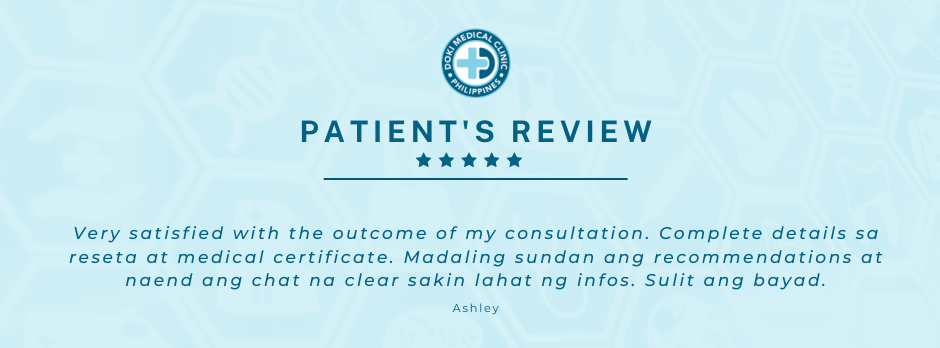 DOKI MEDICAL CLINIC
PHILIPPINES
PATIENT'S REVIEW
Very satisfied with the outcome of my consultation. Complete details sa
reseta at medical certificate. Madaling sundan ang recommendations at
naend ang chat na clear sakin lahat ng infos. Sulit ang bayad.
Ashley